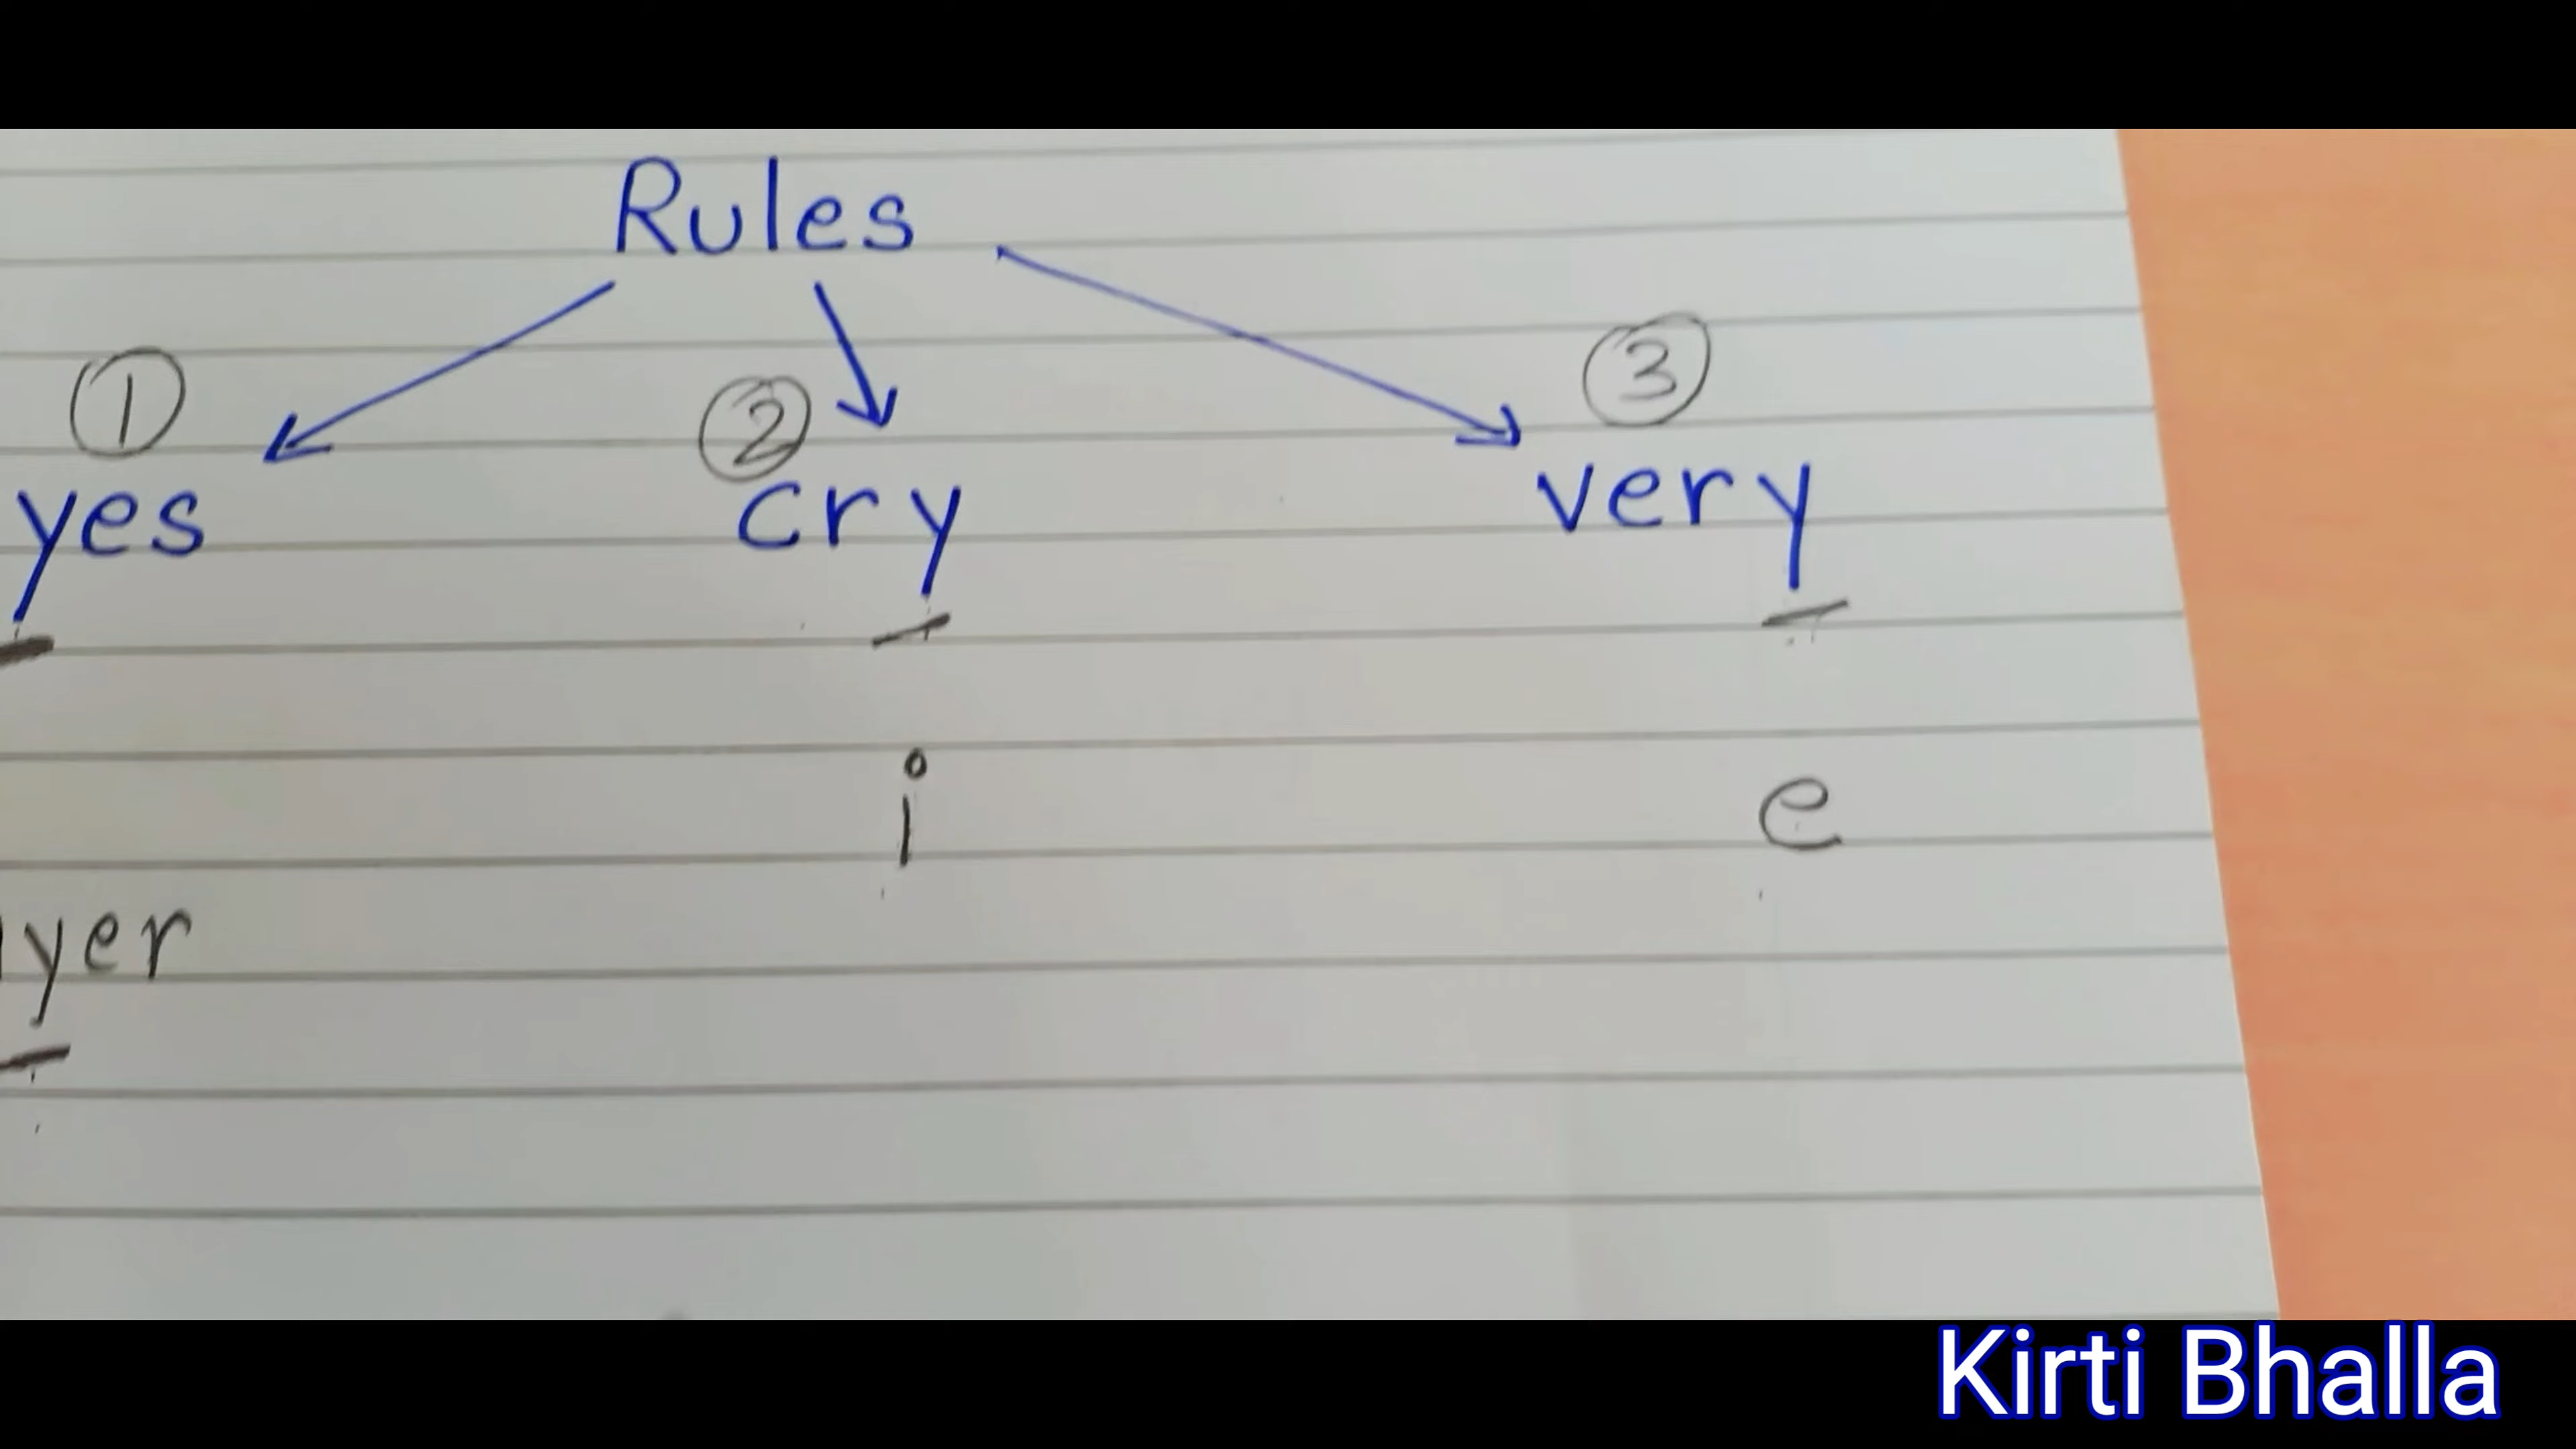 Rules
① ② ③
yes cry very
i e
yer
Kirti Bhalla